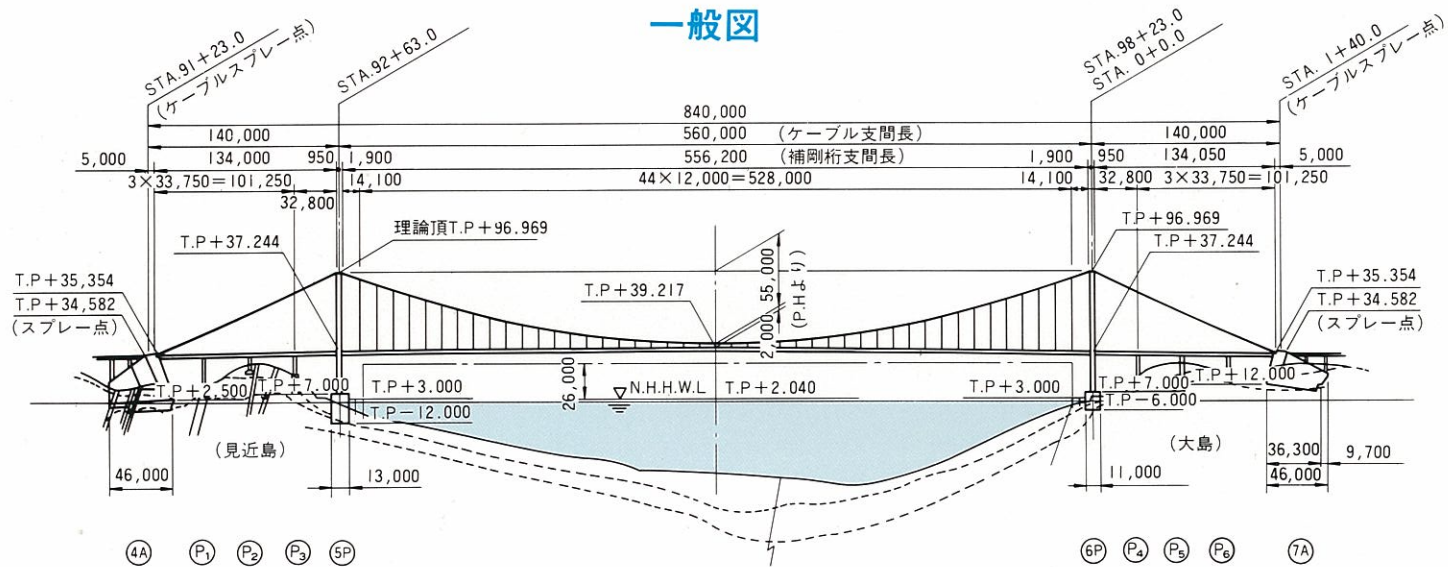 一般図
STA.91+23.0
(ケーブルスプレー点)
STA.92+63.0
STA.98+23.0
STA. 0+0.0
STA. 1+40.0
(ケーブルスプレー点)
840,000
140,000
560,000 (ケーブル支間長)
140,000
5,000
134,000
950
1,900
556,200 (補剛桁支間長)
1,900
950
134,050
5,000
3×33,750=101,250
14,100
44×12,000=528,000
14,100
32,800
3×33,750=101,250
32,800
理論頂T.P+96.969
T.P+96.969
T.P+37.244
T.P+37.244
T.P+35,354
T.P+34,582
(スプレー点)
T.P+39.217
55,000
2,000
(P.Hより)
T.P+35.354
T.P+34.582
(スプレー点)
T.P+2,500
T.P+7.000
T.P+3.000
26,000
N.H.H.W.L T.P+2.040
T.P+3.000
T.P+7.000
T.P+12.000
T.P-12.000
T.P-6.000
(見近島)
(大島)
46,000
13,000
11,000
36,300
9,700
46,000
4A P1 P2 P3 5P 6P P4 P5 P6 7A